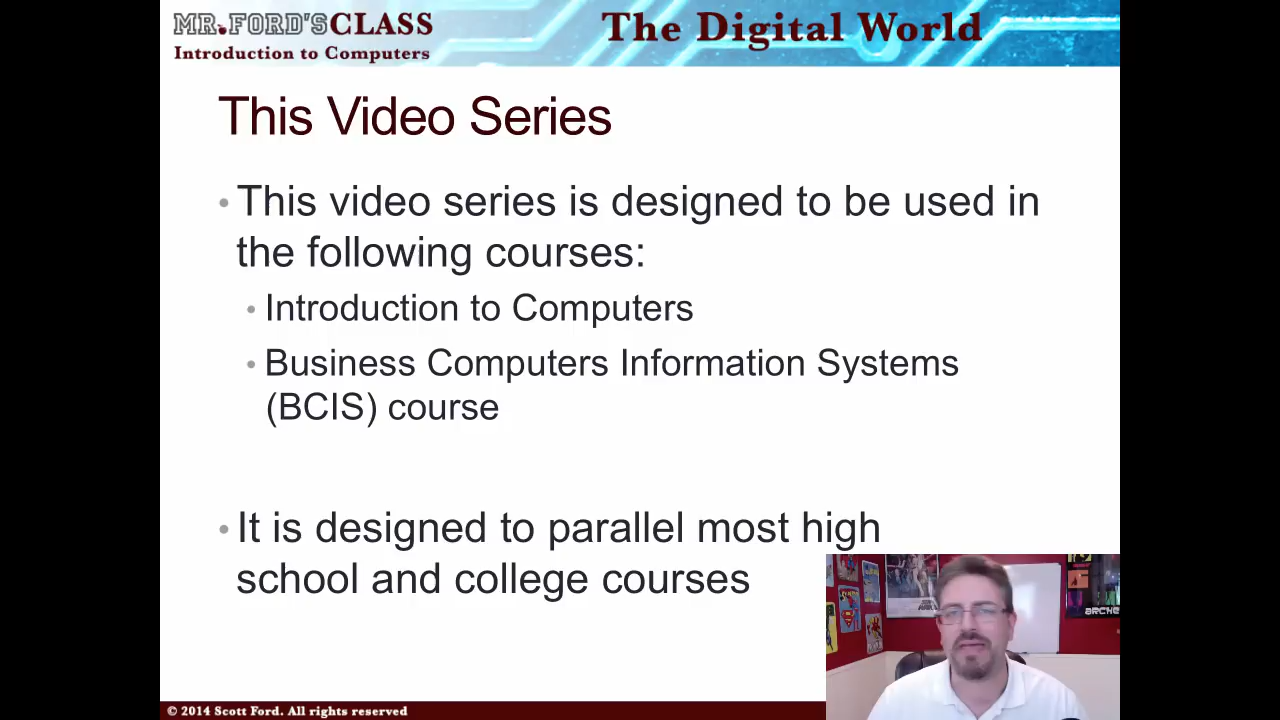 MR.FORD'SCLASS
Introduction to Computers
The Digital World
This Video Series
• This video series is designed to be used in
the following courses:
• Introduction to Computers
• Business Computers Information Systems
(BCIS) course
• It is designed to parallel most high
school and college courses
ARCHE
© 2014 Scott Ford. All rights reserved